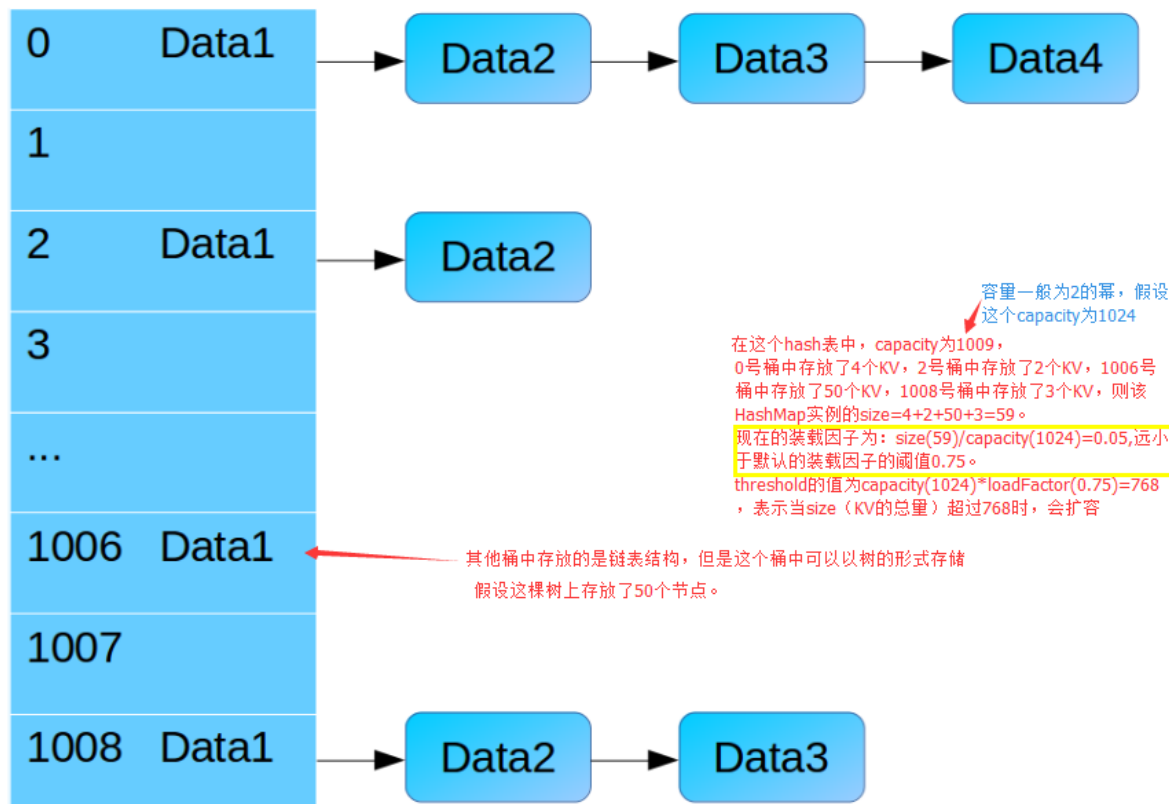 0 Data1 Data2 Data3 Data4
1
2 Data1 Data2
容量一般为2的幂，假设
这个capacity为1024
3
在这个hash表中，capacity为1009，
0号桶中存放了4个KV，2号桶中存放了2个KV，1006号
桶中存放了50个KV，1008号桶中存放了3个KV，则该
HashMap实例的size=4+2+50+3=59。
...
现在的装载因子为：size(59)/capacity(1024)=0.05,远小
于默认的装载因子的阈值0.75。
threshold的值为capacity(1024)*loadFactor(0.75)=768
，表示当size（KV的总量）超过768时，会扩容
1006 Data1
其他桶中存放的是链表结构，但是这个桶中可以以树的形式存储
假设这棵树上存放了50个节点。
1007
1008 Data1 Data2 Data3